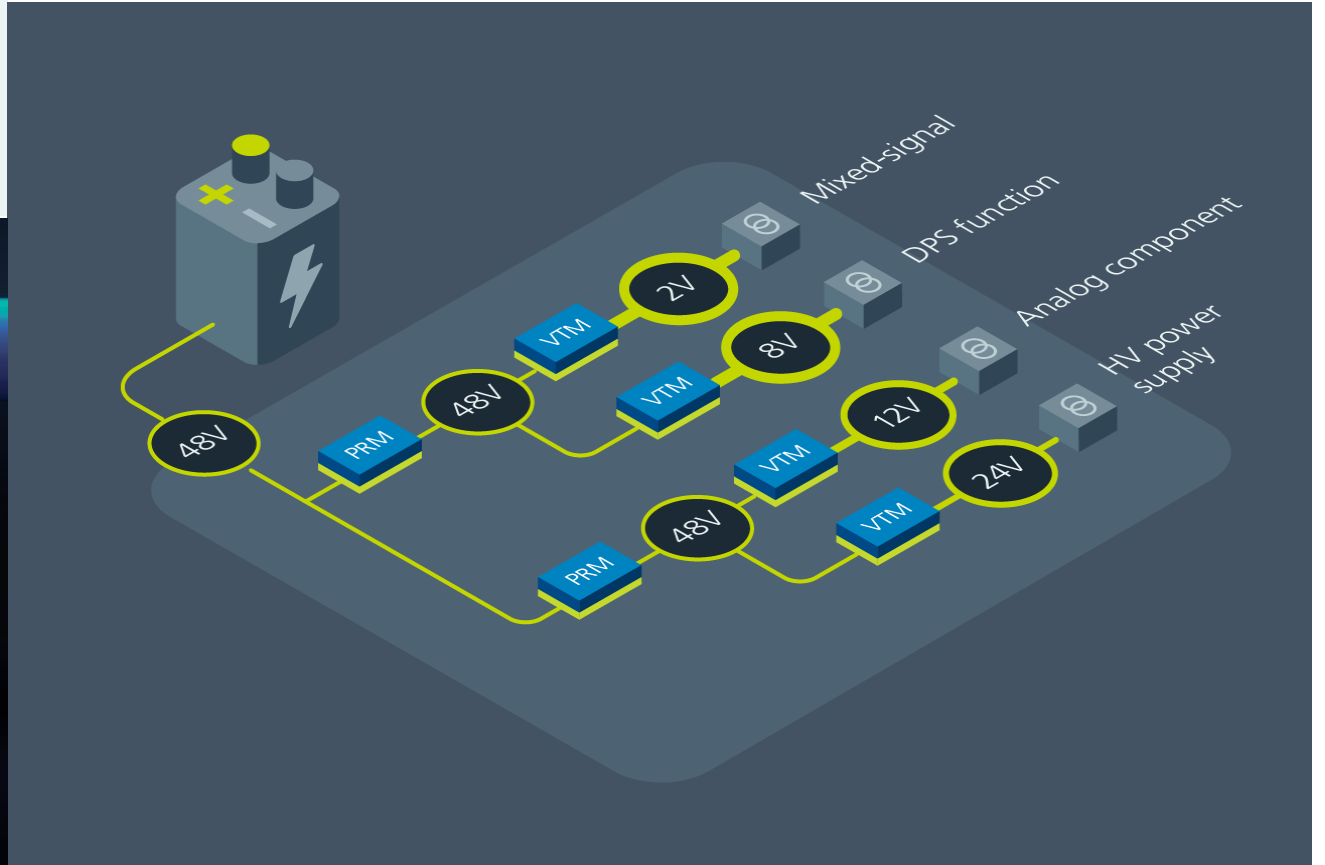 Mixed-signal
DPS function
Analog component
HV power
supply
2V
VTM
8V
48V
VTM
PRM
48V
12V
VTM
24V
48V
VTM
PRM